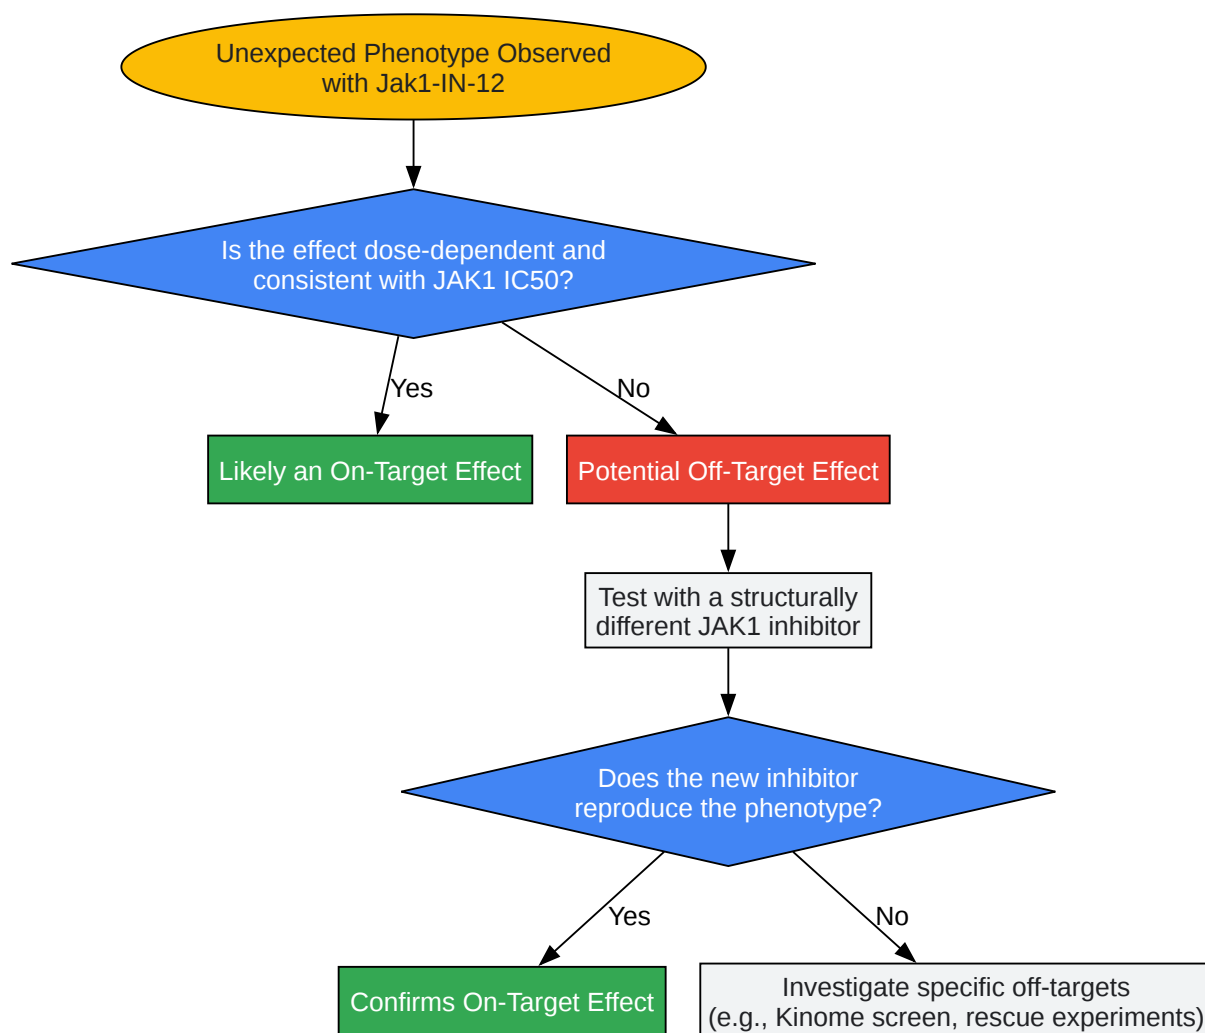 Unexpected Phenotype Observed
with Jak1-IN-12
Is the effect dose-dependent and
consistent with JAK1 IC50?
Yes
No
Likely an On-Target Effect
Potential Off-Target Effect
Test with a structurally
different JAK1 inhibitor
Does the new inhibitor
reproduce the phenotype?
Yes
No
Confirms On-Target Effect
Investigate specific off-targets
(e.g., Kinome screen, rescue experiments)